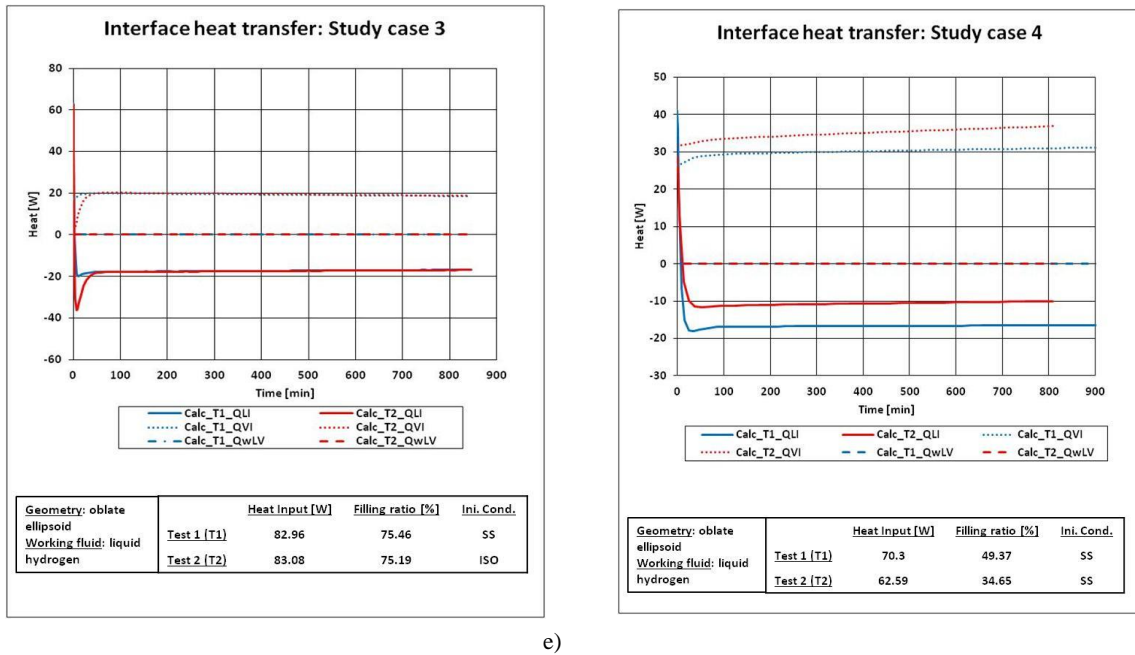 Interface heat transfer: Study case 3
80
60
40
20
0
-20
-40
-60
Heat [W]
0 100 200 300 400 500 600 700 800 900
Time [min]
Calc_T1_QLI Calc_T2_QLI
Calc_T1_QVI Calc_T2_QVI
Calc_T1_QwLV Calc_T2_QwLV
Geometry: oblate
ellipsoid
Working fluid: liquid
hydrogen
Heat Input [W] Filling ratio [%] Ini. Cond.
Test 1 (T1) 82.96 75.46 SS
Test 2 (T2) 83.08 75.19 ISO
Interface heat transfer: Study case 4
50
40
30
20
10
0
-10
-20
-30
Heat [W]
0 100 200 300 400 500 600 700 800 900
Time [min]
Calc_T1_QLI Calc_T2_QLI Calc_T1_QVI
Calc_T2_QVI Calc_T1_QwLV Calc_T2_QwLV
Geometry: oblate
ellipsoid
Working fluid: liquid
hydrogen
Heat Input [W] Filling ratio [%] Ini. Cond.
Test 1 (T1) 70.3 49.37 SS
Test 2 (T2) 62.59 34.65 SS
e)